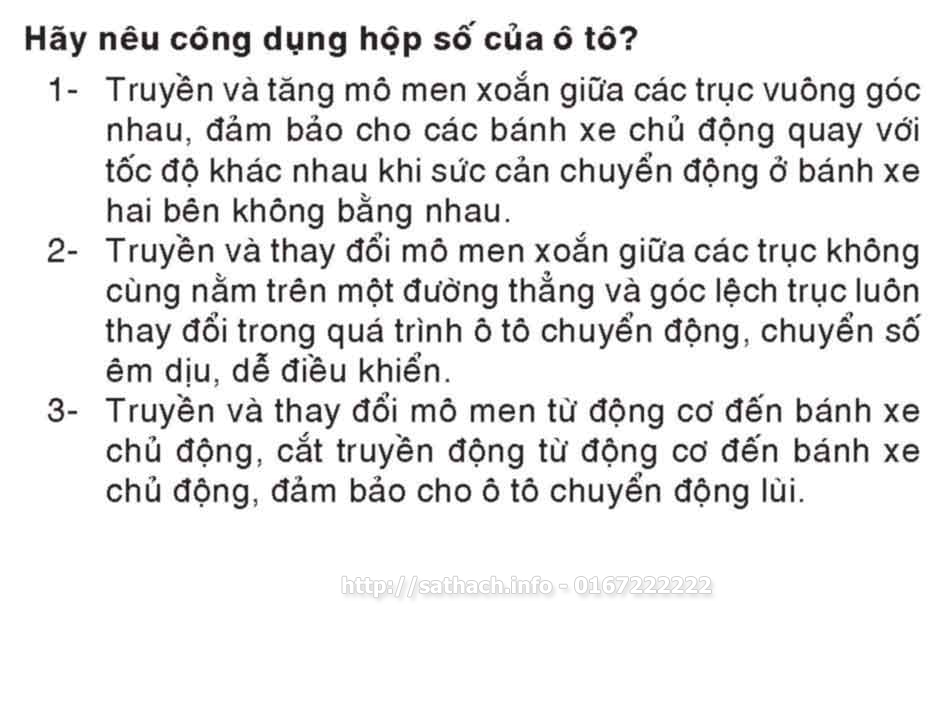 Hãy nêu công dụng hộp số của ô tô?
1- Truyền và tăng mô men xoắn giữa các trục vuông góc
nhau, đảm bảo cho các bánh xe chủ động quay với
tốc độ khác nhau khi sức cản chuyển động ở bánh xe
hai bên không bằng nhau.
2- Truyền và thay đổi mô men xoắn giữa các trục không
cùng nằm trên một đường thẳng và góc lệch trục luôn
thay đổi trong quá trình ô tô chuyển động, chuyển số
êm dịu, dễ điều khiển.
3- Truyền và thay đổi mô men từ động cơ đến bánh xe
chủ động, cắt truyền động từ động cơ đến bánh xe
chủ động, đảm bảo cho ô tô chuyển động lùi.
http://sathach.info - 0167222222